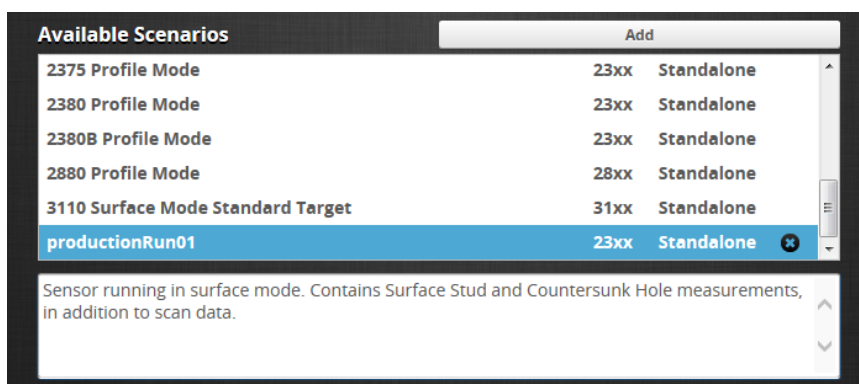 Available Scenarios Add
2375 Profile Mode 23xx Standalone
2380 Profile Mode 23xx Standalone
2380B Profile Mode 23xx Standalone
2880 Profile Mode 28xx Standalone
3110 Surface Mode Standard Target 31xx Standalone
productionRun01 23xx Standalone
Sensor running in surface mode. Contains Surface Stud and Countersunk Hole measurements,
in addition to scan data.